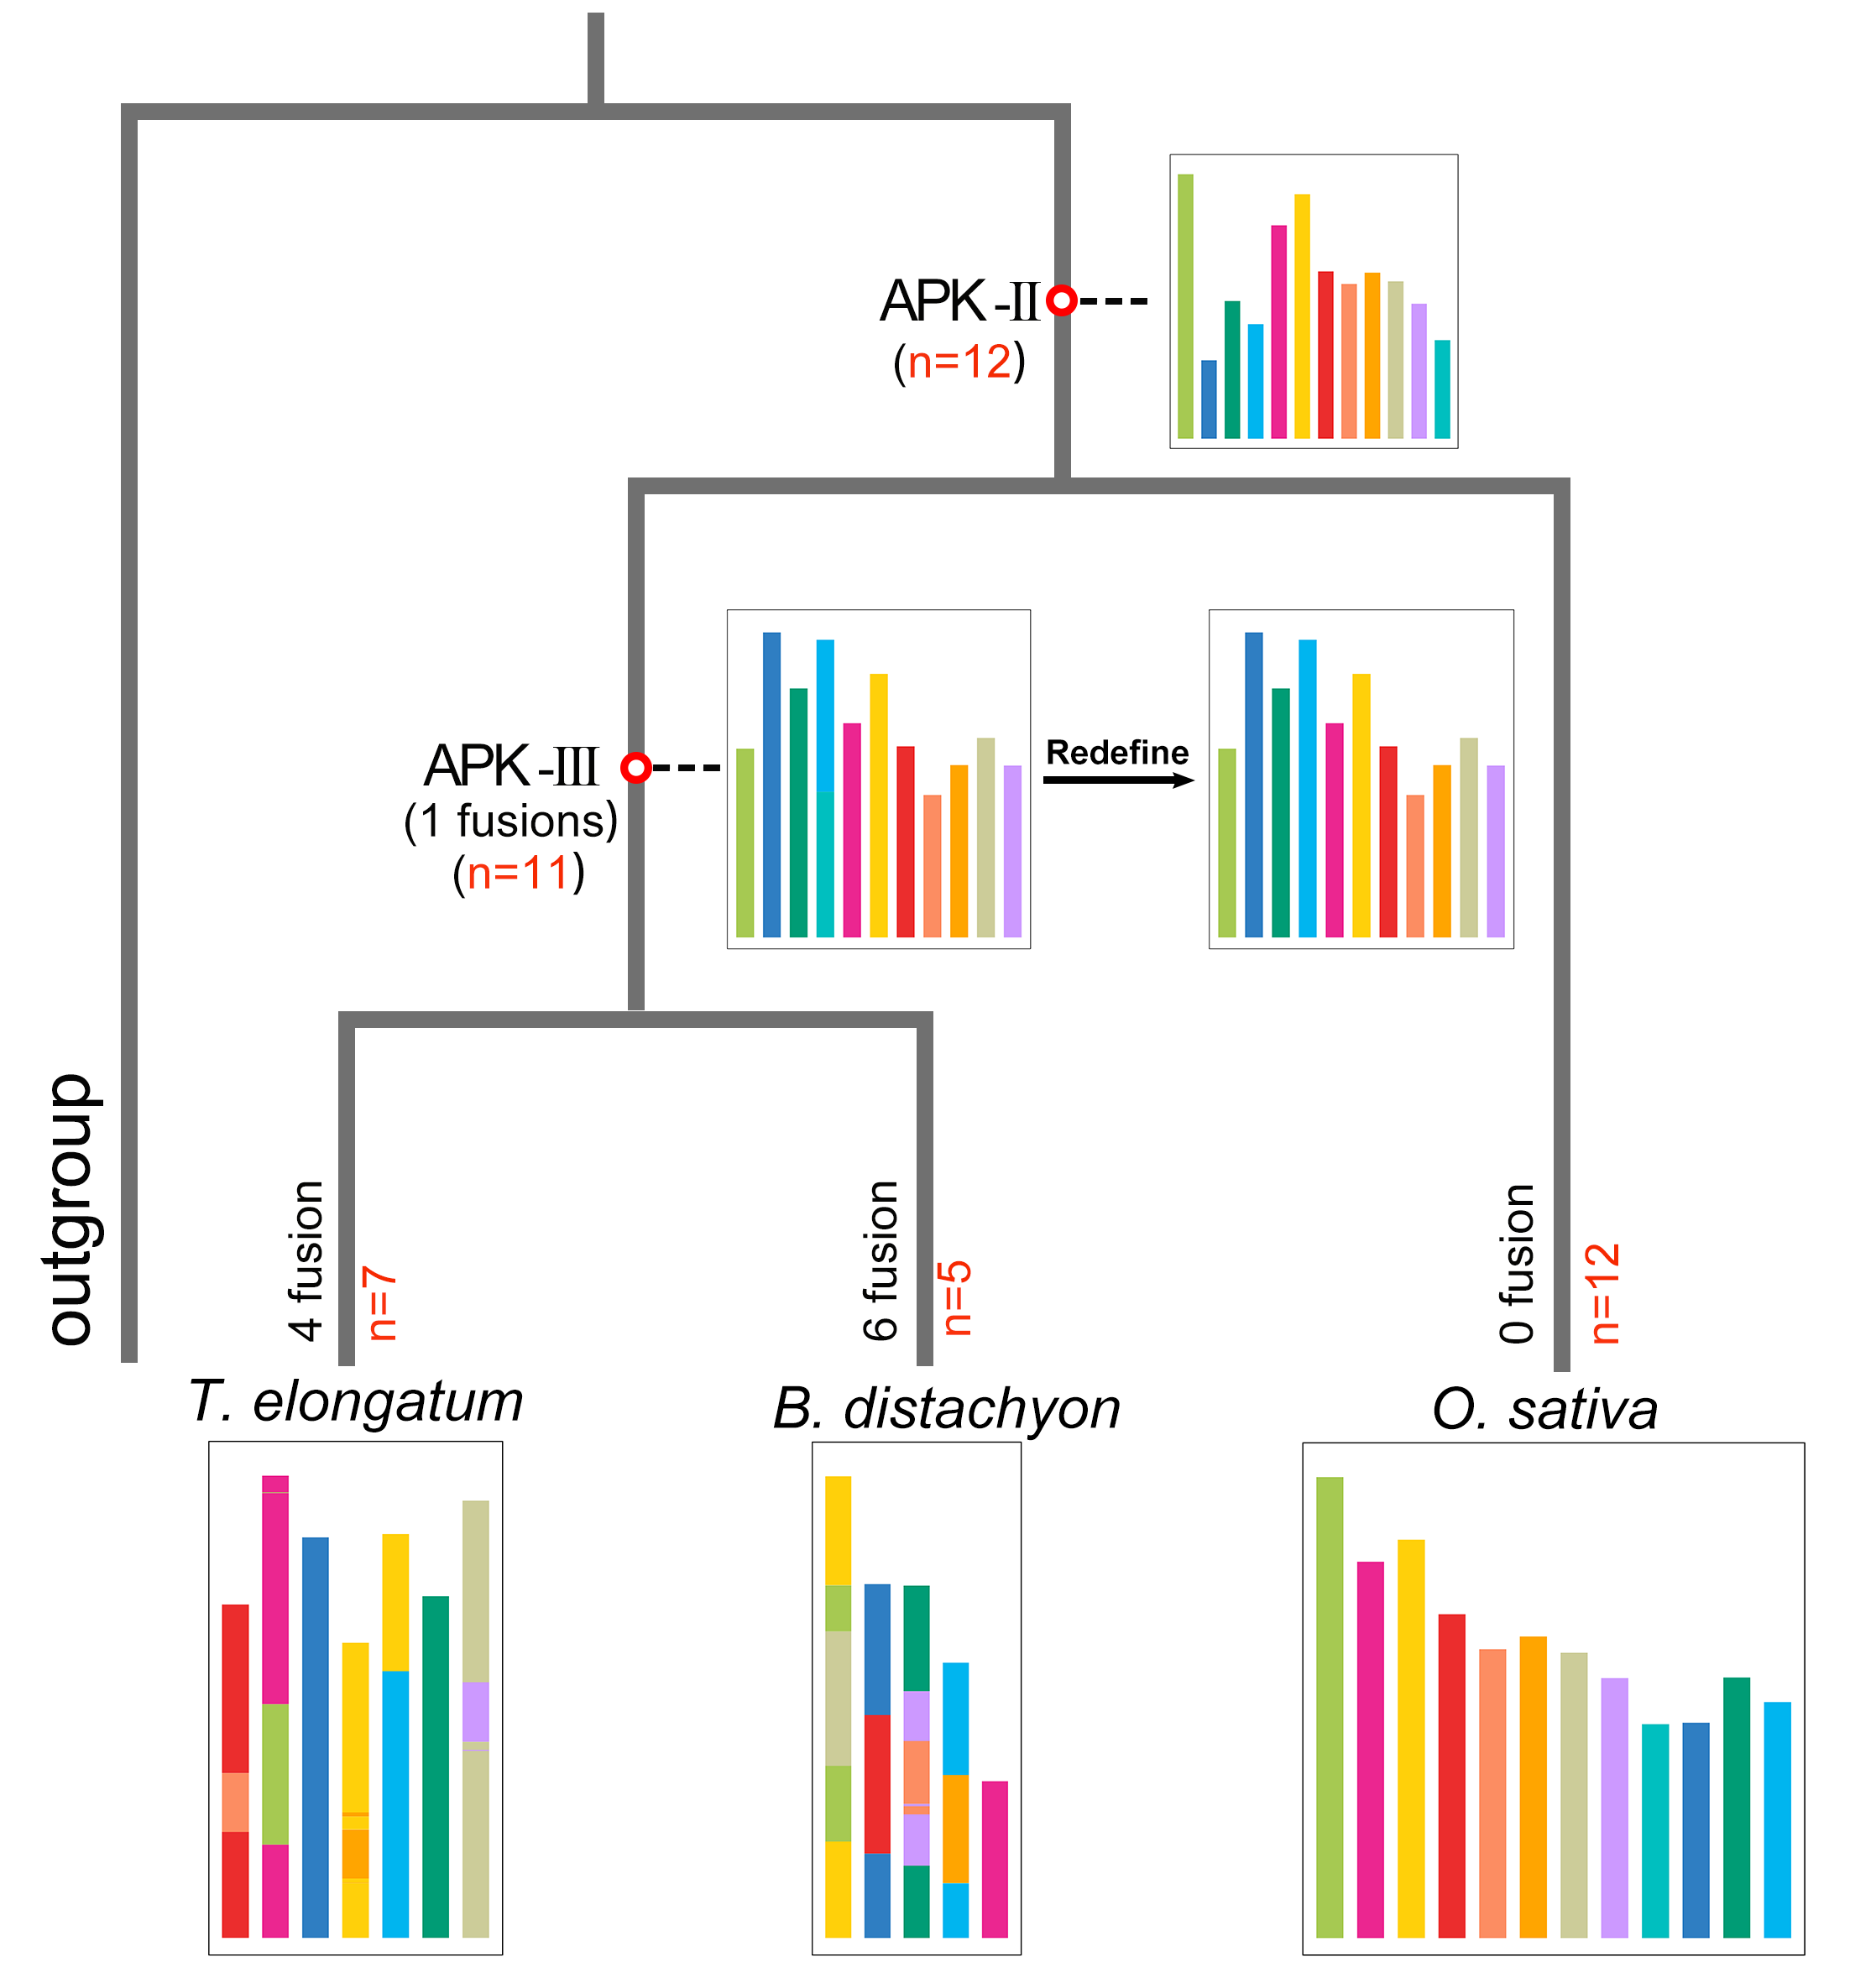 APK-II
(n=12)
APK-III
(1 fusions)
(n=11)
Redefine
outgroup
4 fusion
n=7
6 fusion
n=5
0 fusion
n=12
T. elongatum
B. distachyon
O. sativa